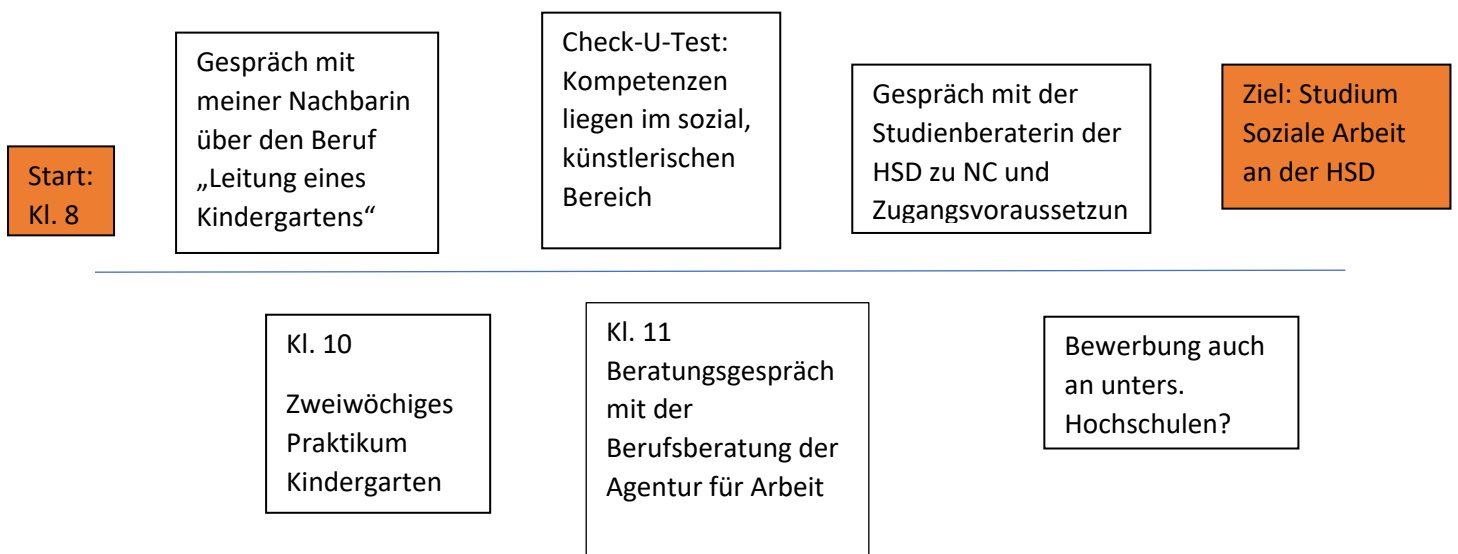 Start:
Kl. 8
Gespräch mit
meiner Nachbarin
über den Beruf
„Leitung eines
Kindergartens“
Check-U-Test:
Kompetenzen
liegen im sozial,
künstlerischen
Bereich
Gespräch mit der
Studienberaterin der
HSD zu NC und
Zugangsvoraussetzun
Ziel: Studium
Soziale Arbeit
an der HSD
Kl. 10
Zweiwöchiges
Praktikum
Kindergarten
Kl. 11
Beratungsgespräch
mit der
Berufsberatung der
Agentur für Arbeit
Bewerbung auch
an unters.
Hochschulen?